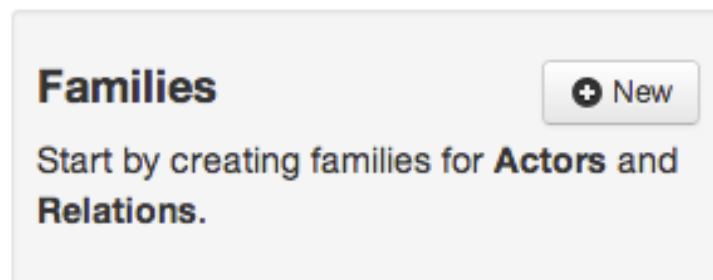 Families
New
Start by creating families for Actors and
Relations.